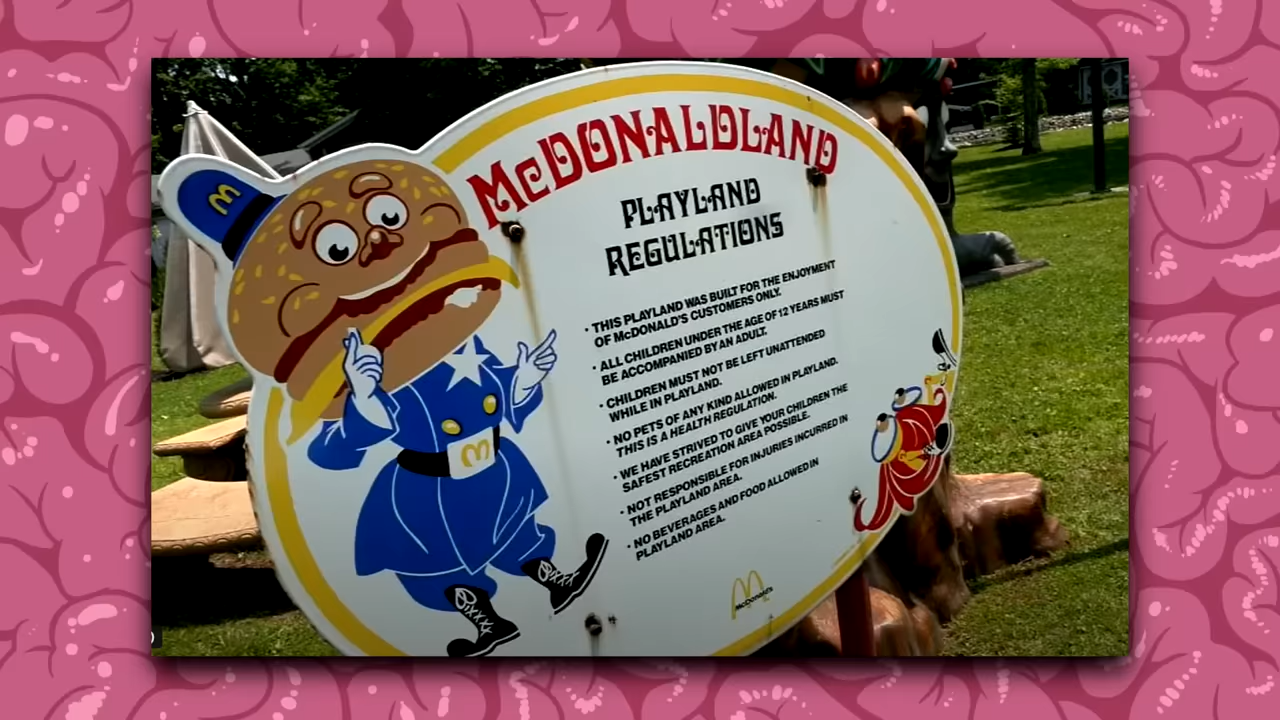 McDONALDLAND
PLAYLAND
REGULATIONS
• THIS PLAYLAND WAS BUILT FOR THE ENJOYMENT
OF McDONALD'S CUSTOMERS ONLY.
• ALL CHILDREN UNDER THE AGE OF 12 YEARS MUST
BE ACCOMPANIED BY AN ADULT.
• CHILDREN MUST NOT BE LEFT UNATTENDED
WHILE IN PLAYLAND.
• NO PETS OF ANY KIND ALLOWED IN PLAYLAND.
THIS IS A HEALTH REGULATION.
• WE HAVE STRIVED TO GIVE YOUR CHILDREN THE
SAFEST RECREATION AREA POSSIBLE.
• NOT RESPONSIBLE FOR INJURIES INCURRED IN
THE PLAYLAND AREA.
• NO BEVERAGES AND FOOD ALLOWED IN
PLAYLAND AREA.
McDonald's